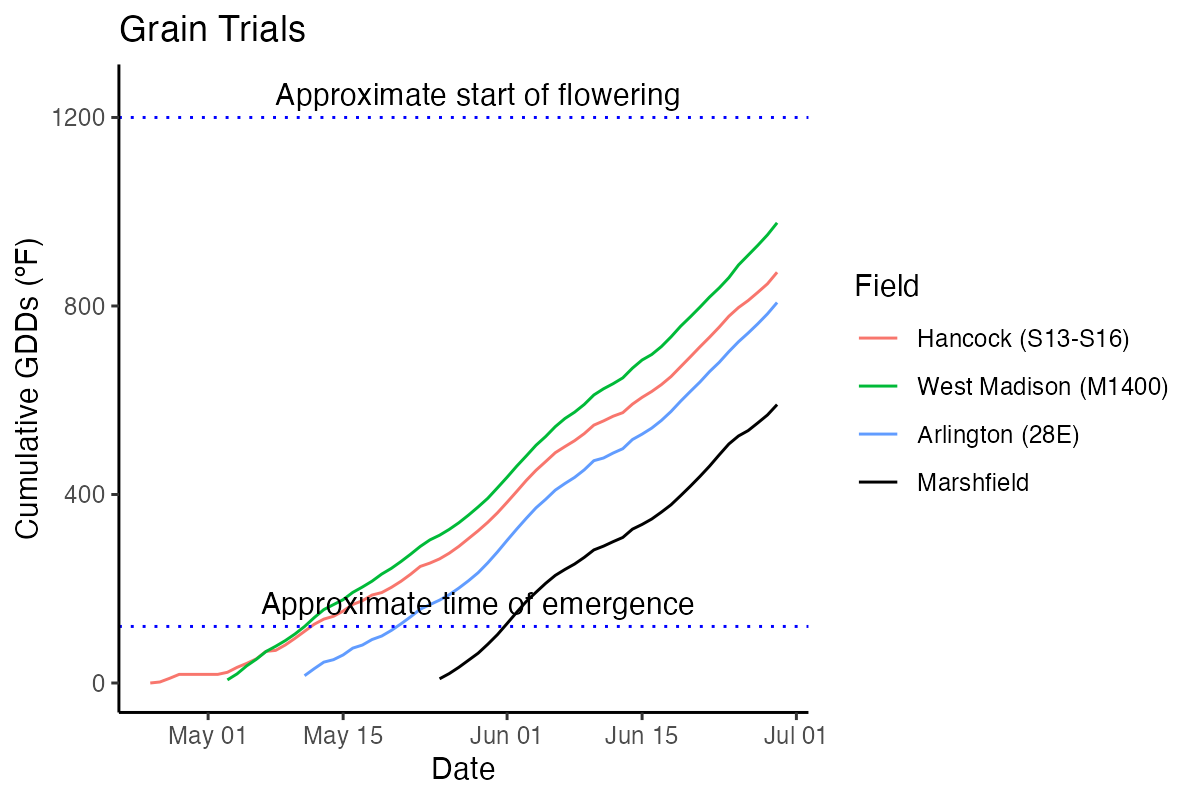 Grain Trials
Approximate start of flowering
1200
800
400
0
Cumulative GDDs (°F)
Approximate time of emergence
May 01
May 15
Jun 01
Jun 15
Jul 01
Date
Field
Hancock (S13-S16)
West Madison (M1400)
Arlington (28E)
Marshfield